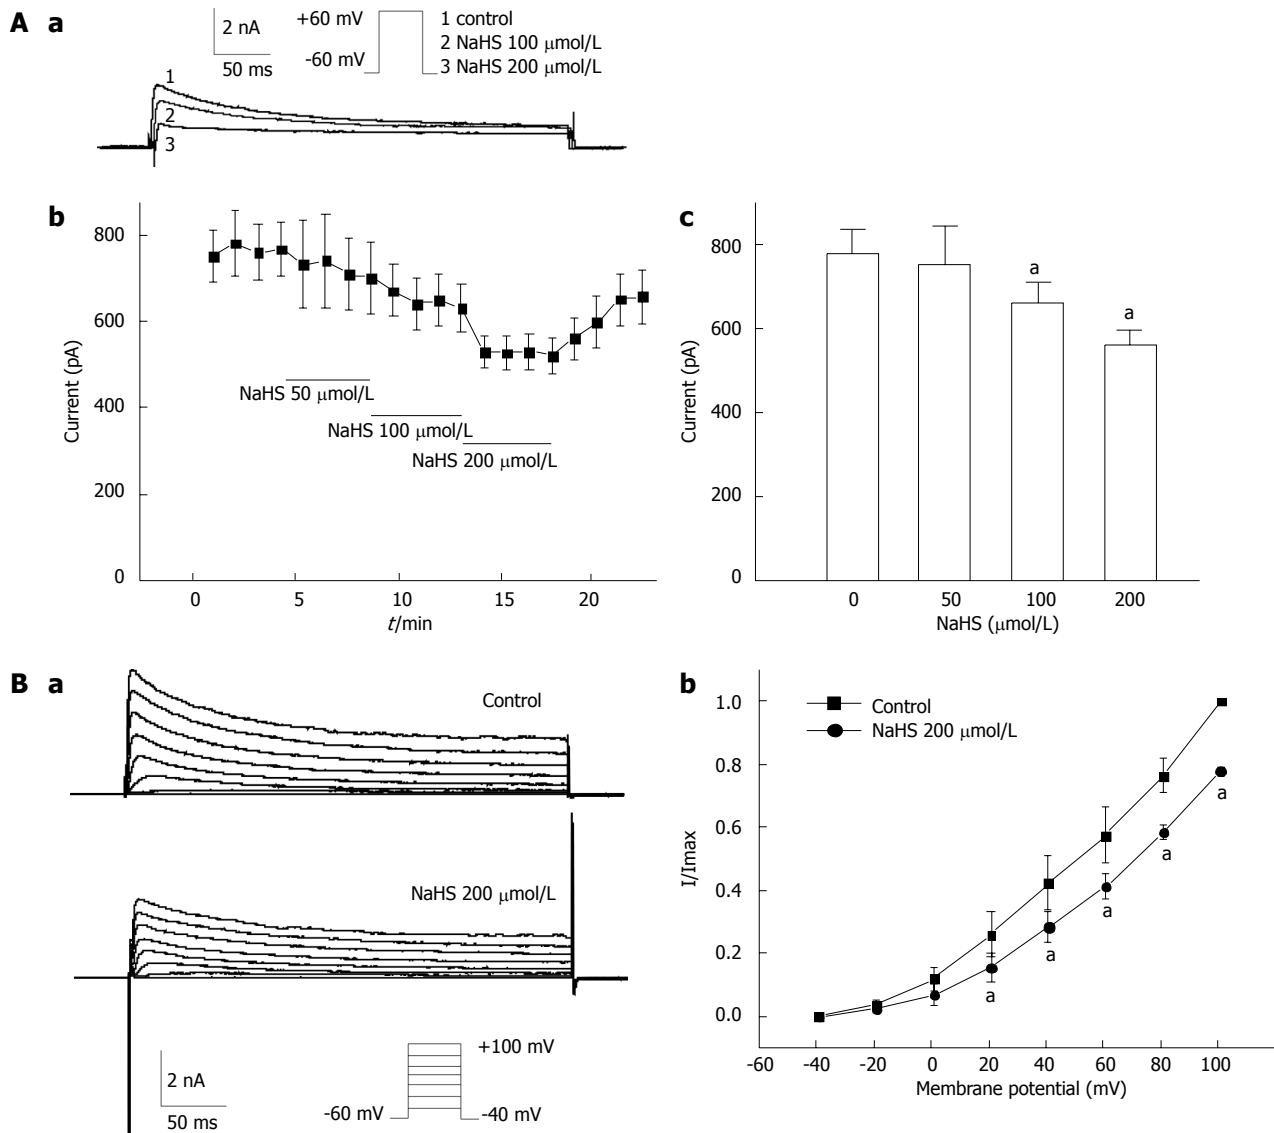 A a
2 nA
50 ms
+60 mV
-60 mV
1 control
2 NaHS 100 μmol/L
3 NaHS 200 μmol/L
1
2
3
b
800
600
400
200
0
Current (pA)
NaHS 50 μmol/L
NaHS 100 μmol/L
NaHS 200 μmol/L
0 5 10 15 20
t/min
c
800
600
400
200
0
Current (pA)
a
a
0 50 100 200
NaHS (μmol/L)
B a
Control
NaHS 200 μmol/L
2 nA
50 ms
+100 mV
-60 mV
-40 mV
b
Control
NaHS 200 μmol/L
1.0
0.8
0.6
0.4
0.2
0.0
I/Imax
a
a
a
a
a
-60 -40 -20 0 20 40 60 80 100
Membrane potential (mV)